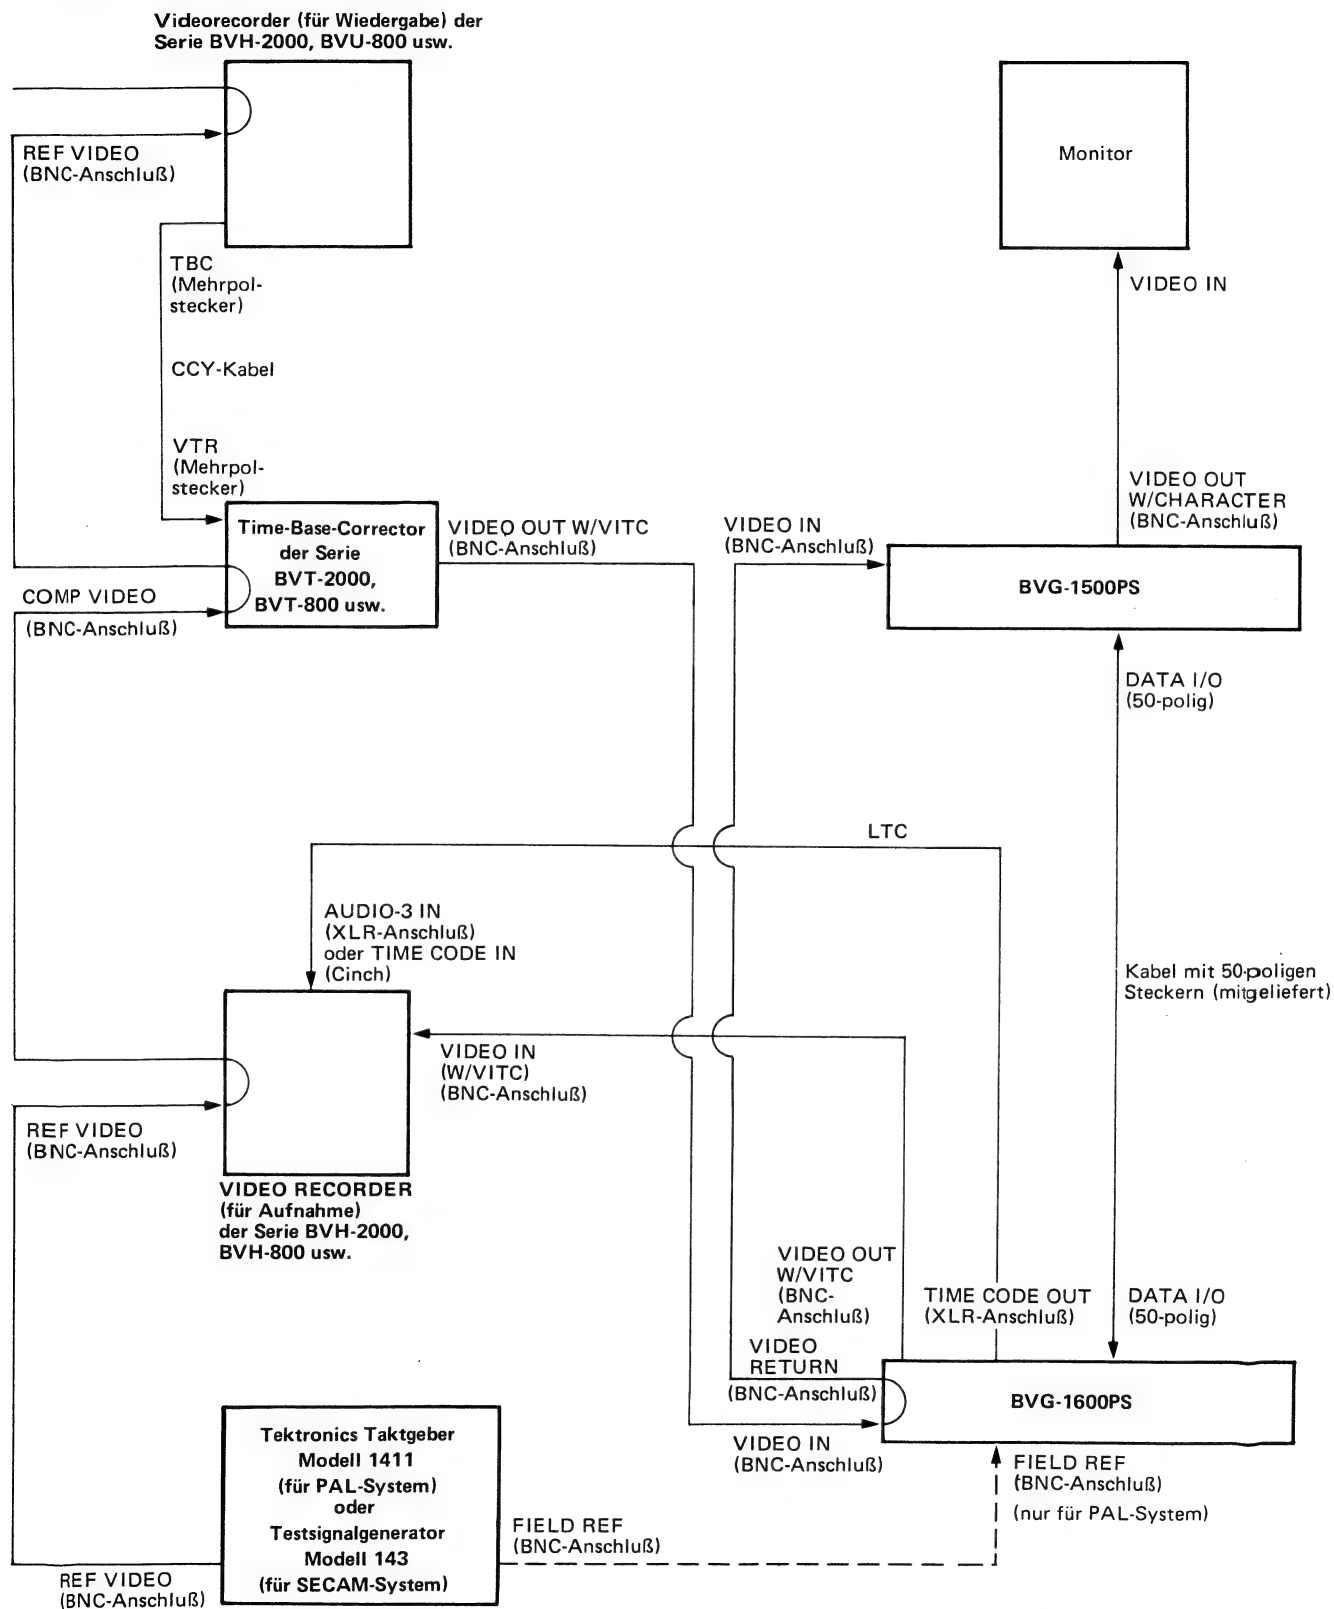 Videorecorder (für Wiedergabe) der
Serie BVH-2000, BVU-800 usw.
REF VIDEO
(BNC-Anschluß)
Monitor
TBC
(Mehrpol-
stecker)
VIDEO IN
CCY-Kabel
VTR
(Mehrpol-
stecker)
Time-Base-Corrector
der Serie
BVT-2000,
BVT-800 usw.
VIDEO OUT W/VITC
(BNC-Anschluß)
VIDEO IN
(BNC-Anschluß)
VIDEO OUT
W/CHARACTER
(BNC-Anschluß)
BVG-1500PS
COMP VIDEO
(BNC-Anschluß)
DATA I/O
(50-polig)
LTC
AUDIO-3 IN
(XLR-Anschluß)
oder TIME CODE IN
(Cinch)
Kabel mit 50-poligen
Steckern (mitgeliefert)
VIDEO IN
(W/VITC)
(BNC-Anschluß)
REF VIDEO
(BNC-Anschluß)
VIDEO RECORDER
(für Aufnahme)
der Serie BVH-2000,
BVH-800 usw.
VIDEO OUT
W/VITC
(BNC-
Anschluß)
TIME CODE OUT
(XLR-Anschluß)
DATA I/O
(50-polig)
VIDEO
RETURN
(BNC-Anschluß)
BVG-1600PS
VIDEO IN
(BNC-Anschluß)
FIELD REF
(BNC-Anschluß)
(nur für PAL-System)
Tektronics Taktgeber
Modell 1411
(für PAL-System)
oder
Testsignalgenerator
Modell 143
(für SECAM-System)
FIELD REF
(BNC-Anschluß)
REF VIDEO
(BNC-Anschluß)